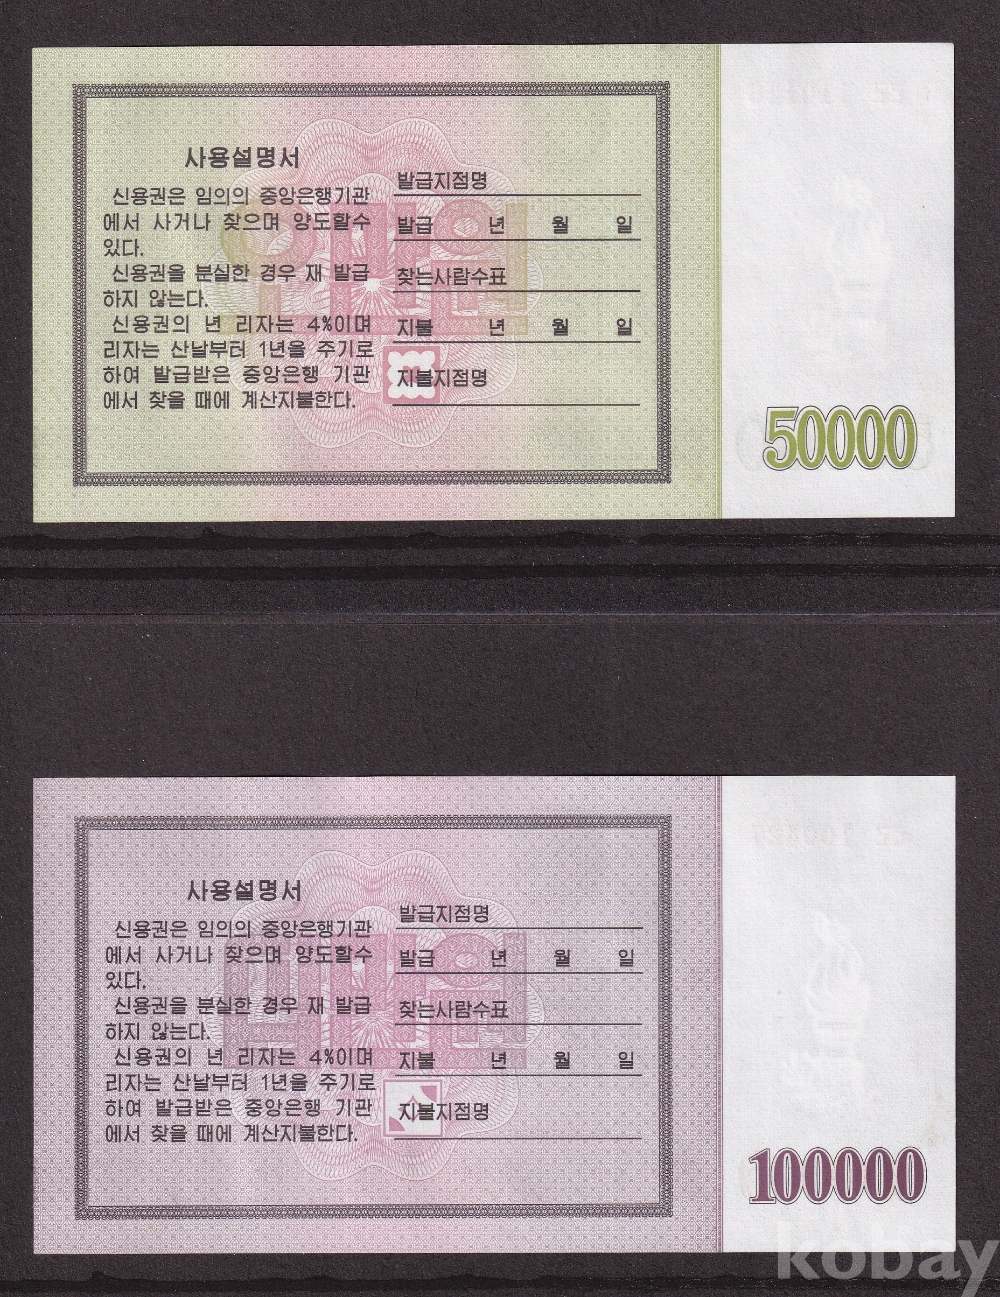 사용설명서
신용권은 임의의 중앙은행기관
에서 사거나 찾으며 양도할수
있다.
신용권을 분실한 경우 재 발급
하지 않는다.
신용권의 년 리자는 4%이며
리자는 산날부터 1년을 주기로
하여 발급받은 중앙은행 기관
에서 찾을 때에 계산지불한다.
발급지점명
발급 년 월 일
찾는사람수표
지불 년 월 일
지불지점명
50000
사용설명서
신용권은 임의의 중앙은행기관
에서 사거나 찾으며 양도할수
있다.
신용권을 분실한 경우 재 발급
하지 않는다.
신용권의 년 리자는 4%이며
리자는 산날부터 1년을 주기로
하여 발급받은 중앙은행 기관
에서 찾을 때에 계산지불한다.
발급지점명
발급 년 월 일
찾는사람수표
지불 년 월 일
지불지점명
100000
kobay